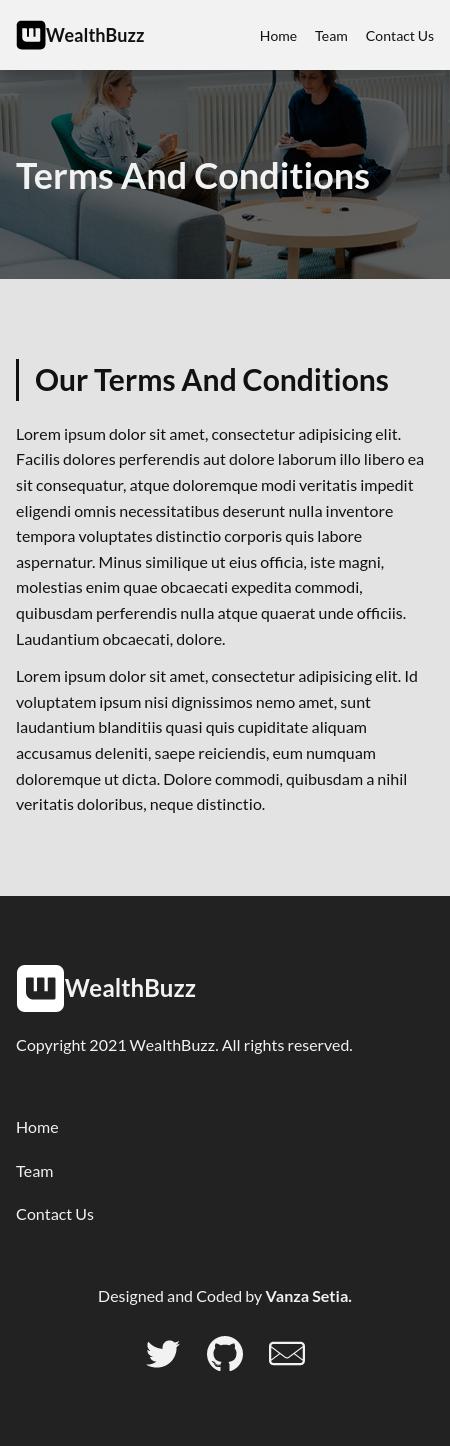 WealthBuzz
Home Team Contact Us
Terms And Conditions
Our Terms And Conditions
Lorem ipsum dolor sit amet, consectetur adipisicing elit.
Facilis dolores perferendis aut dolore laborum illo libero ea
sit consequatur, atque doloremque modi veritatis impedit
eligendi omnis necessitatibus deserunt nulla inventore
tempora voluptates distinctio corporis quis labore
aspernatur. Minus similique ut eius officia, iste magni,
molestias enim quae obcaecati expedita commodi,
quibusdam perferendis nulla atque quaerat unde officiis.
Laudantium obcaecati, dolore.
Lorem ipsum dolor sit amet, consectetur adipisicing elit. Id
voluptatem ipsum nisi dignissimos nemo amet, sunt
laudantium blanditiis quasi quis cupiditate aliquam
accusamus deleniti, saepe reiciendis, eum numquam
doloremque ut dicta. Dolore commodi, quibusdam a nihil
veritatis doloribus, neque distinctio.
WealthBuzz
Copyright 2021 WealthBuzz. All rights reserved.
Home
Team
Contact Us
Designed and Coded by Vanza Setia.